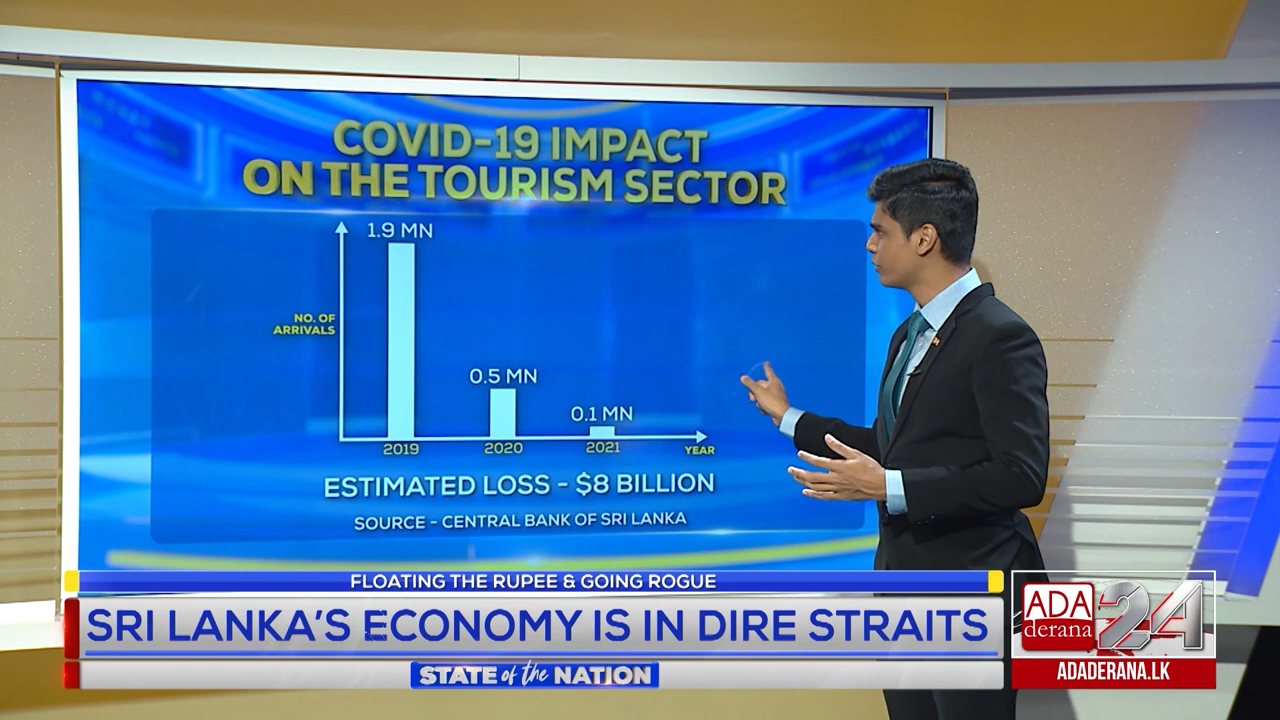 COVID-19 IMPACT
ON THE TOURISM SECTOR
1.9 MN
NO. OF
ARRIVALS
0.5 MN
0.1 MN
2019 2020 2021 YEAR
ESTIMATED LOSS - $8 BILLION
SOURCE - CENTRAL BANK OF SRI LANKA
FLOATING THE RUPEE & GOING ROGUE
SRI LANKA'S ECONOMY IS IN DIRE STRAITS
STATE of the NATION
ADA
derana 24
ADADERANA.LK